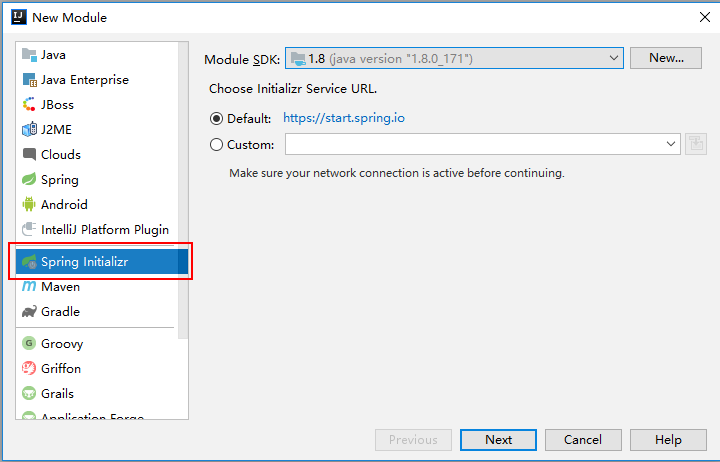 New Module
Java
Java Enterprise
JBoss
J2ME
Clouds
Spring
Android
IntelliJ Platform Plugin
Spring Initializr
Maven
Gradle
Groovy
Griffon
Grails
Application Forge
Module SDK: 1.8 (java version "1.8.0_171") New...
Choose Initializr Service URL.
Default: https://start.spring.io
Custom:
Make sure your network connection is active before continuing.
Previous Next Cancel Help